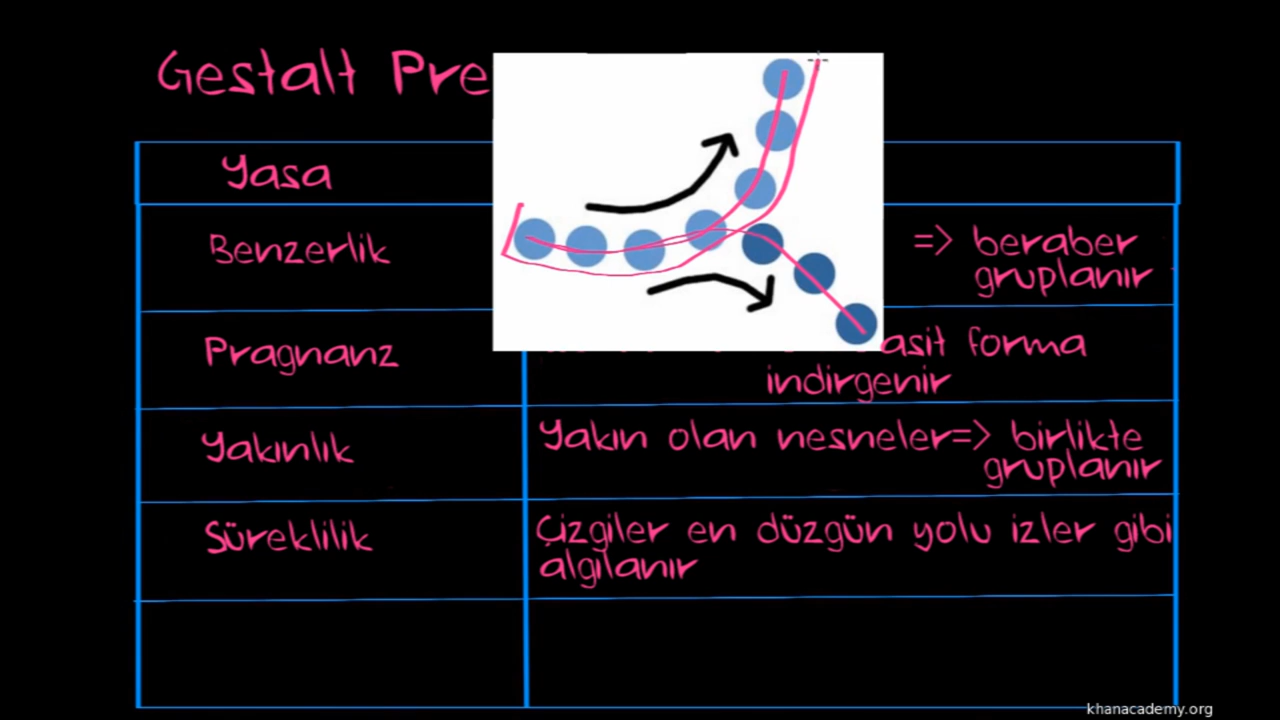 Gestalt Pre
Yasa
Benzerlik
=> beraber
gruplanır
Pragnanz
asit forma
indirgenir
Yakınlık
Yakın olan nesneler=> birlikte
gruplanır
Süreklilik
Çizgiler en düzgün yolu izler gibi
algılanır
khanacademy.org